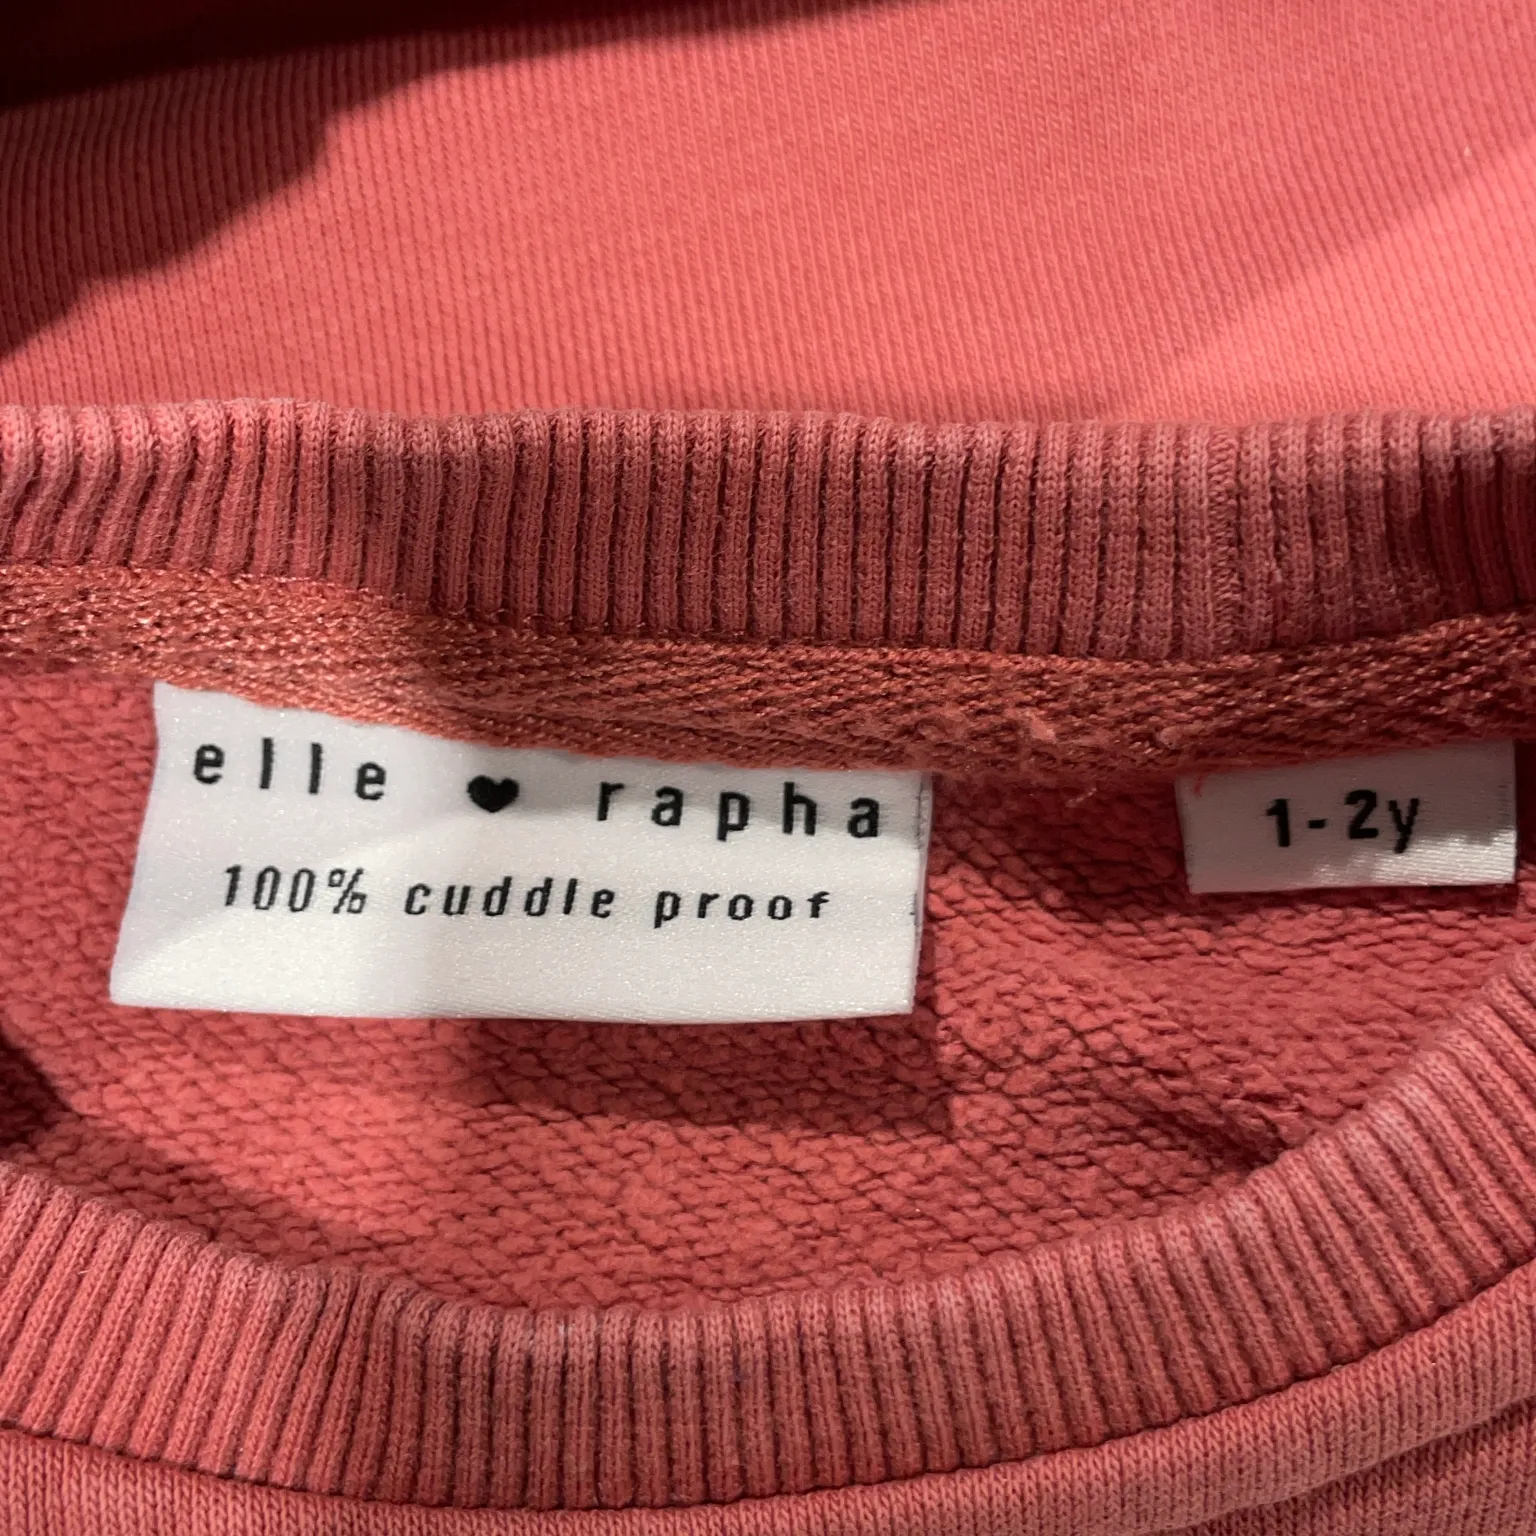 elle ♥ rapha
100% cuddle proof
1-2y